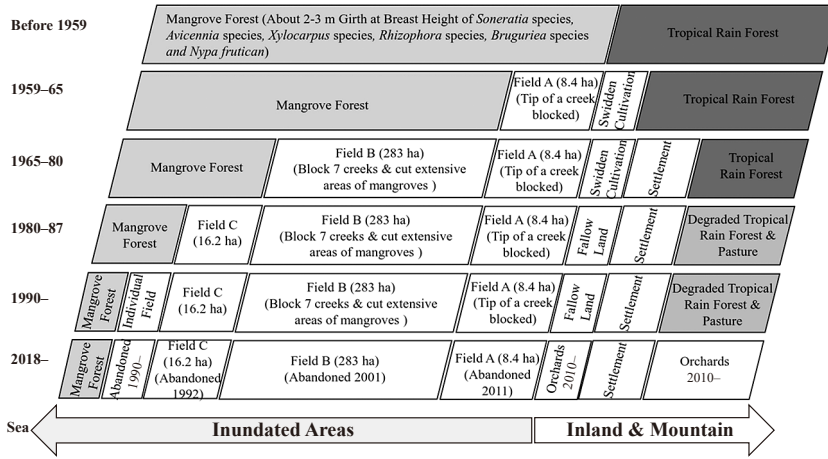 Before 1959
Mangrove Forest (About 2-3 m Girth at Breast Height of Soneratia species,
Avicennia species, Xylocarpus species, Rhizophora species, Bruguriea species
and Nypa frutican)
Tropical Rain Forest
1959–65
Mangrove Forest
Field A (8.4 ha)
(Tip of a creek
blocked)
Swidden
Cultivation
Tropical Rain Forest
1965–80
Mangrove Forest
Field B (283 ha)
(Block 7 creeks & cut extensive
areas of mangroves )
Field A (8.4 ha)
(Tip of a creek
blocked)
Swidden
Cultivation
Settlement
Tropical
Rain Forest
1980–87
Mangrove
Forest
Field C
(16.2 ha)
Field B (283 ha)
(Block 7 creeks & cut extensive
areas of mangroves )
Field A (8.4 ha)
(Tip of a creek
blocked)
Fallow
Land
Settlement
Degraded Tropical
Rain Forest &
Pasture
1990–
Mangrove
Forest
Individual
Field
Field C
(16.2 ha)
Field B (283 ha)
(Block 7 creeks & cut extensive
areas of mangroves )
Field A (8.4 ha)
(Tip of a creek
blocked)
Fallow
Land
Settlement
Degraded Tropical
Rain Forest &
Pasture
2018–
Mangrove
Forest
Abandoned
1990–
Field C
(16.2 ha)
(Abandoned
1992)
Field B (283 ha)
(Abandoned 2001)
Field A (8.4 ha)
(Abandoned
2011)
Orchards
2010–
Settlement
Orchards
2010–
Sea
Inundated Areas
Inland & Mountain